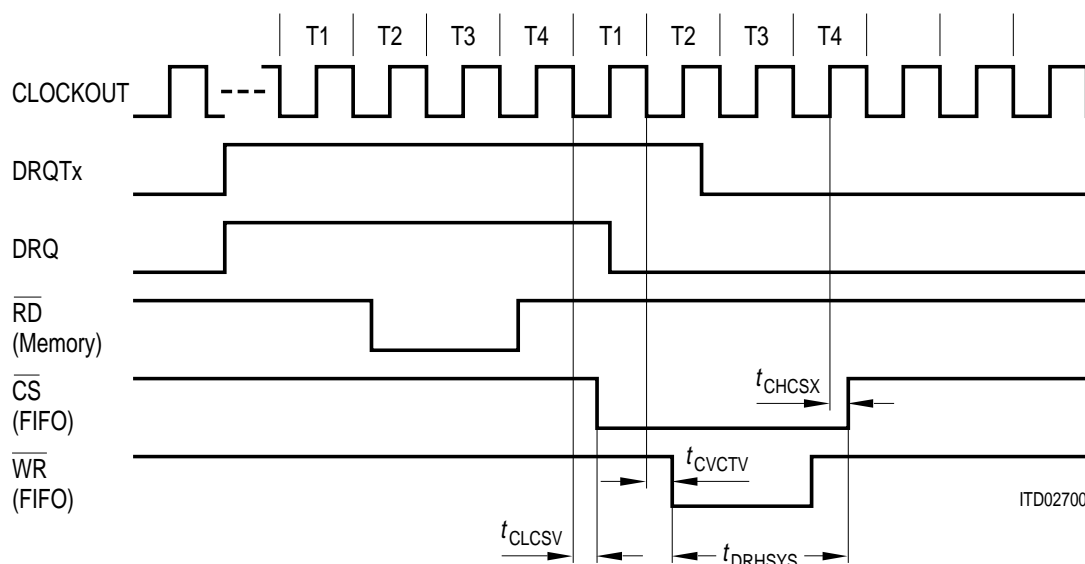 T1 T2 T3 T4 T1 T2 T3 T4
CLOCKOUT
DRQTx
DRQ
RD
(Memory)
CS
(FIFO)
tCHCSX
WR
(FIFO)
tCVCTV
ITD02700
tCLCSV
tDRHSYS